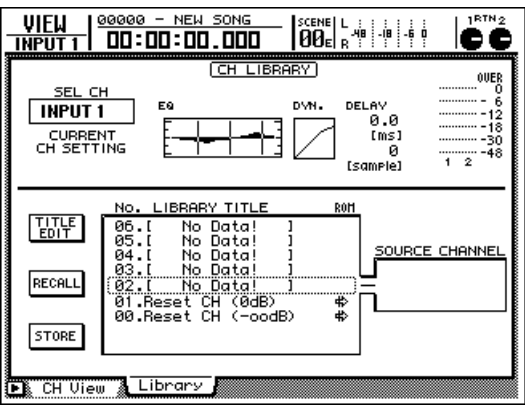 VIEW
INPUT 1
00000 - NEW SONG
00:00:00.000
SCENE
00E
L -48 -18 -6 0
R
1 RTN 2
CH LIBRARY
SEL CH
INPUT 1
CURRENT
CH SETTING
EQ
DYN.
DELAY
0.0
[ms]
0
[sample]
OVER
0
- 6
-12
-18
-30
-48
1 2
No. LIBRARY TITLE ROM
TITLE
EDIT
RECALL
STORE
06.[ No Data! ]
05.[ No Data! ]
04.[ No Data! ]
03.[ No Data! ]
02.[ No Data! ]
01.Reset CH (0dB)
00.Reset CH (-oodB)
SOURCE CHANNEL
CH View
Library